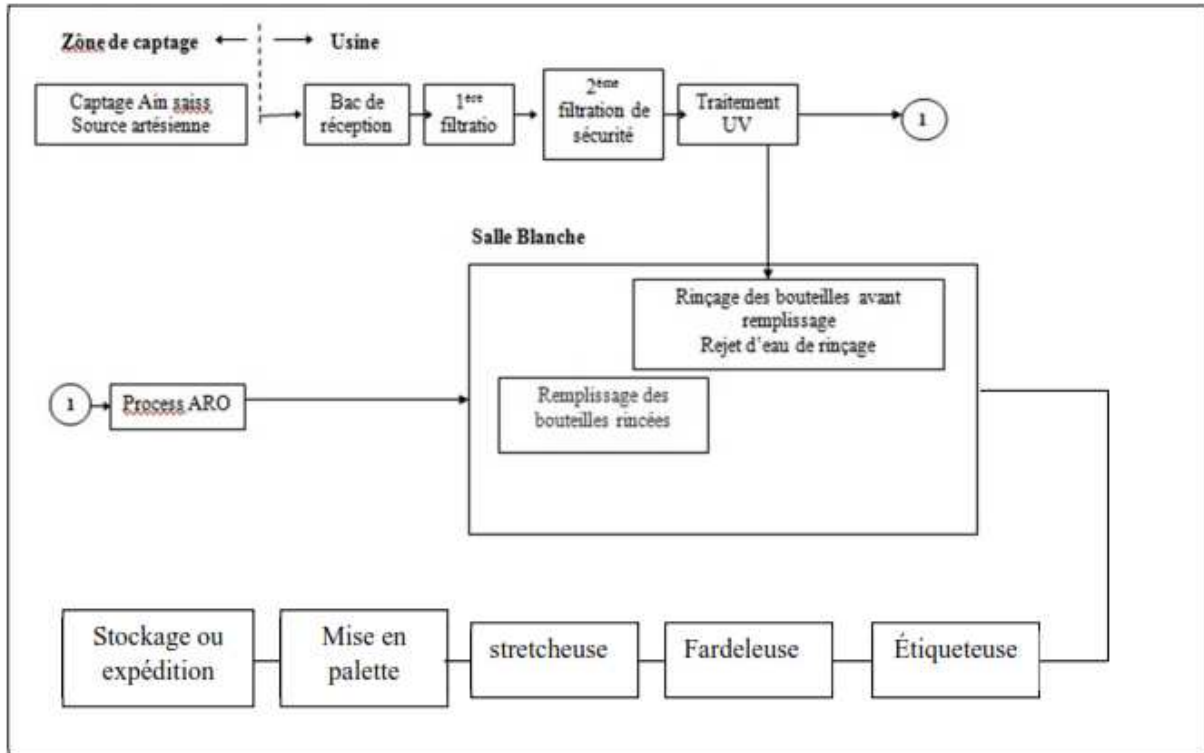 Zône de captage
Usine
Captage Ain saiss
Source artésienne
Bac de
réception
1ère
filtratio
2ème
filtration de
sécurité
Traitement
UV
1
Salle Blanche
Rinçage des bouteilles avant
remplissage
Rejet d'eau de rinçage
1
Process ARO
Remplissage des
bouteilles rincées
Stockage ou
expédition
Mise en
palette
stretcheuse
Fardeleuse
Étiqueteuse